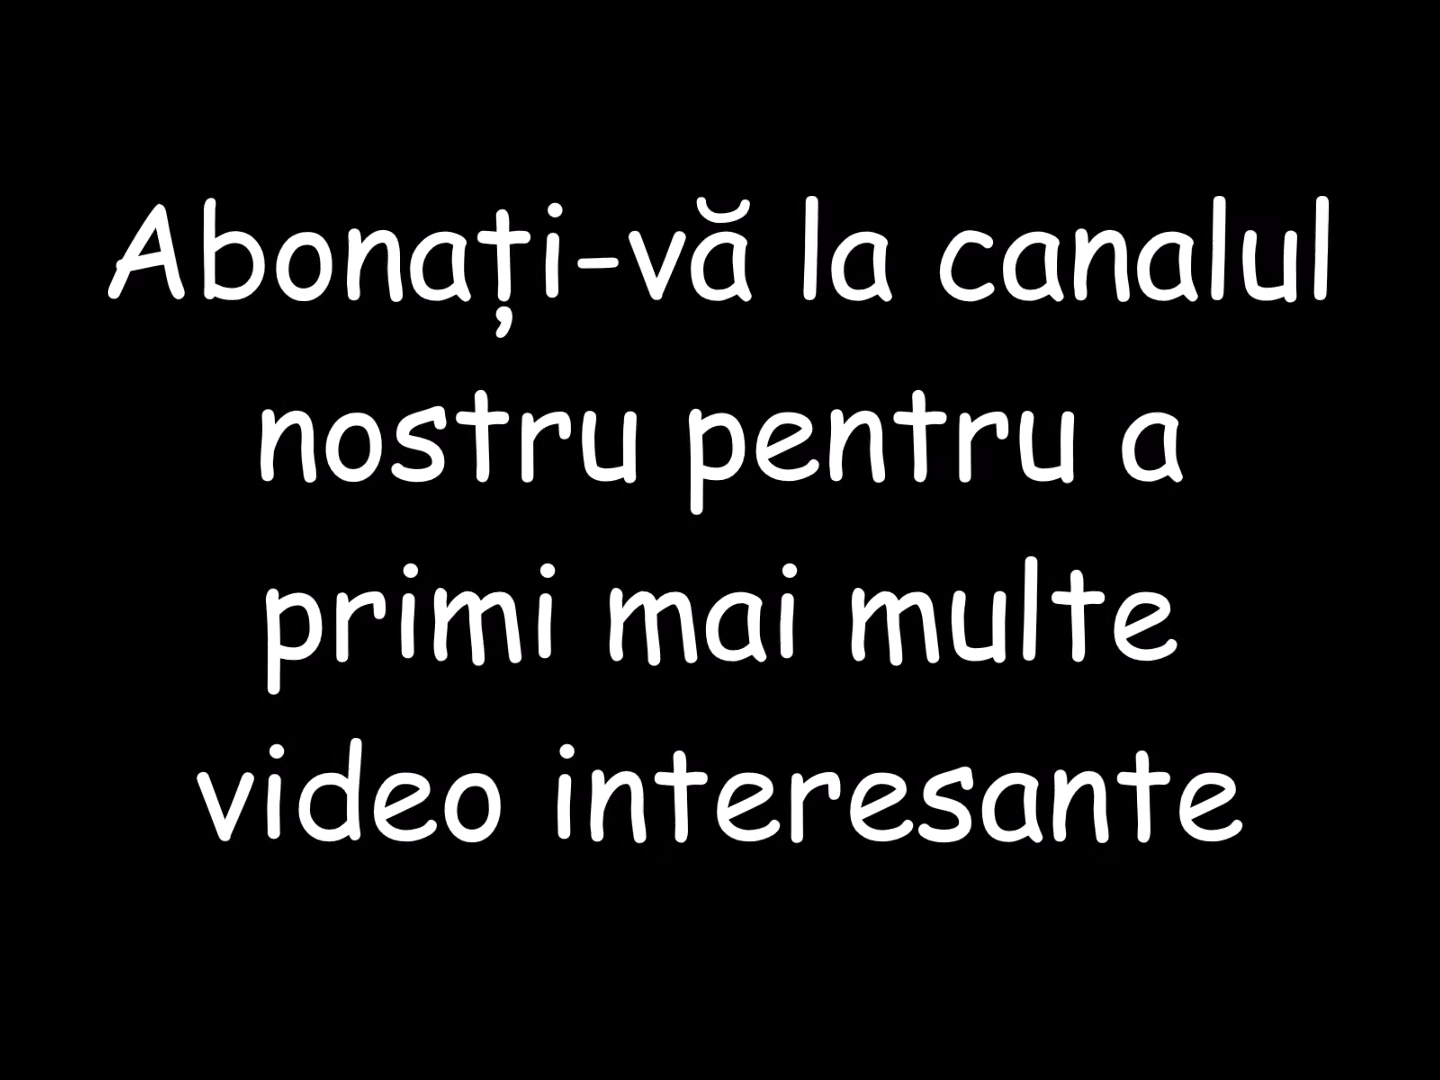 Abonați-vă la canalul
nostru pentru a
primi mai multe
video interesante